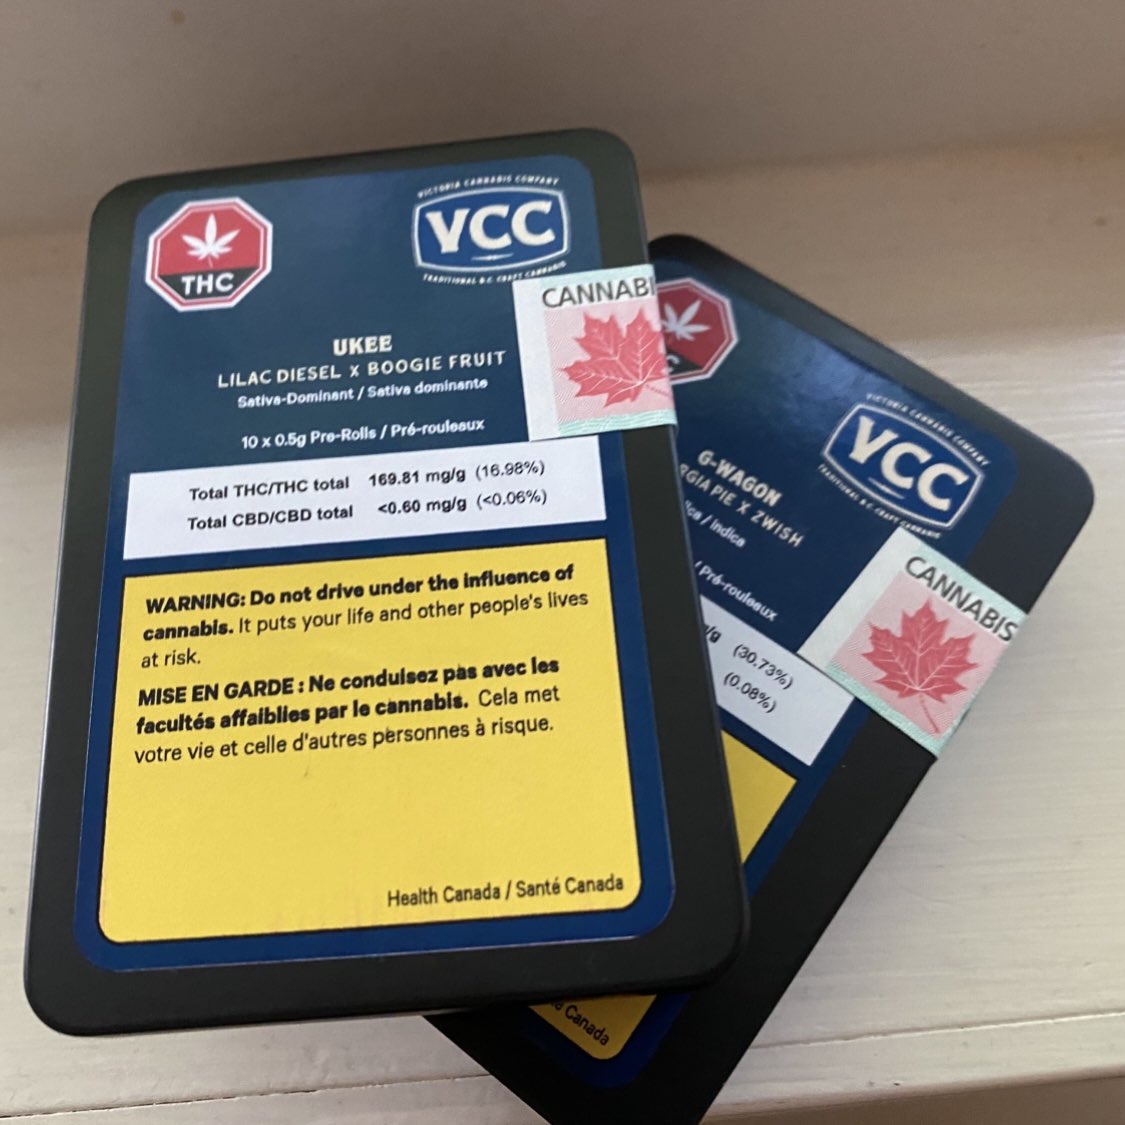 VICTORIA CANNABIS COMPANY
VCC
TRADITIONAL B.C. CRAFT CANNABIS
THC
CANNABI
UKEE
LILAC DIESEL X BOOGIE FRUIT
Sativa-Dominant / Sativa dominante
10 x 0.5g Pre-Rolls / Pré-rouleaux
Total THC/THC total 169.81 mg/g (16.98%)
Total CBD/CBD total <0.60 mg/g (<0.06%)
WARNING: Do not drive under the influence of
cannabis. It puts your life and other people's lives
at risk.
MISE EN GARDE : Ne conduisez pas avec les
facultés affaiblies par le cannabis. Cela met
votre vie et celle d'autres personnes à risque.
Health Canada / Santé Canada
C
VICTORIA CANNABIS COMPANY
VCC
TRADITIONAL B.C. CRAFT CANNABIS
G-WAGON
RGIA PIE X ZWISH
ica / Indica
/ Pré-rouleaux
/g (30.73%)
(0.08%)
CANNABIS
Canada